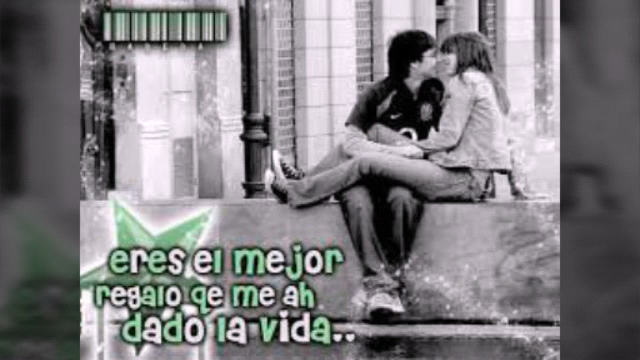 eres el mejor
regalo qe me ah
dado la vida..